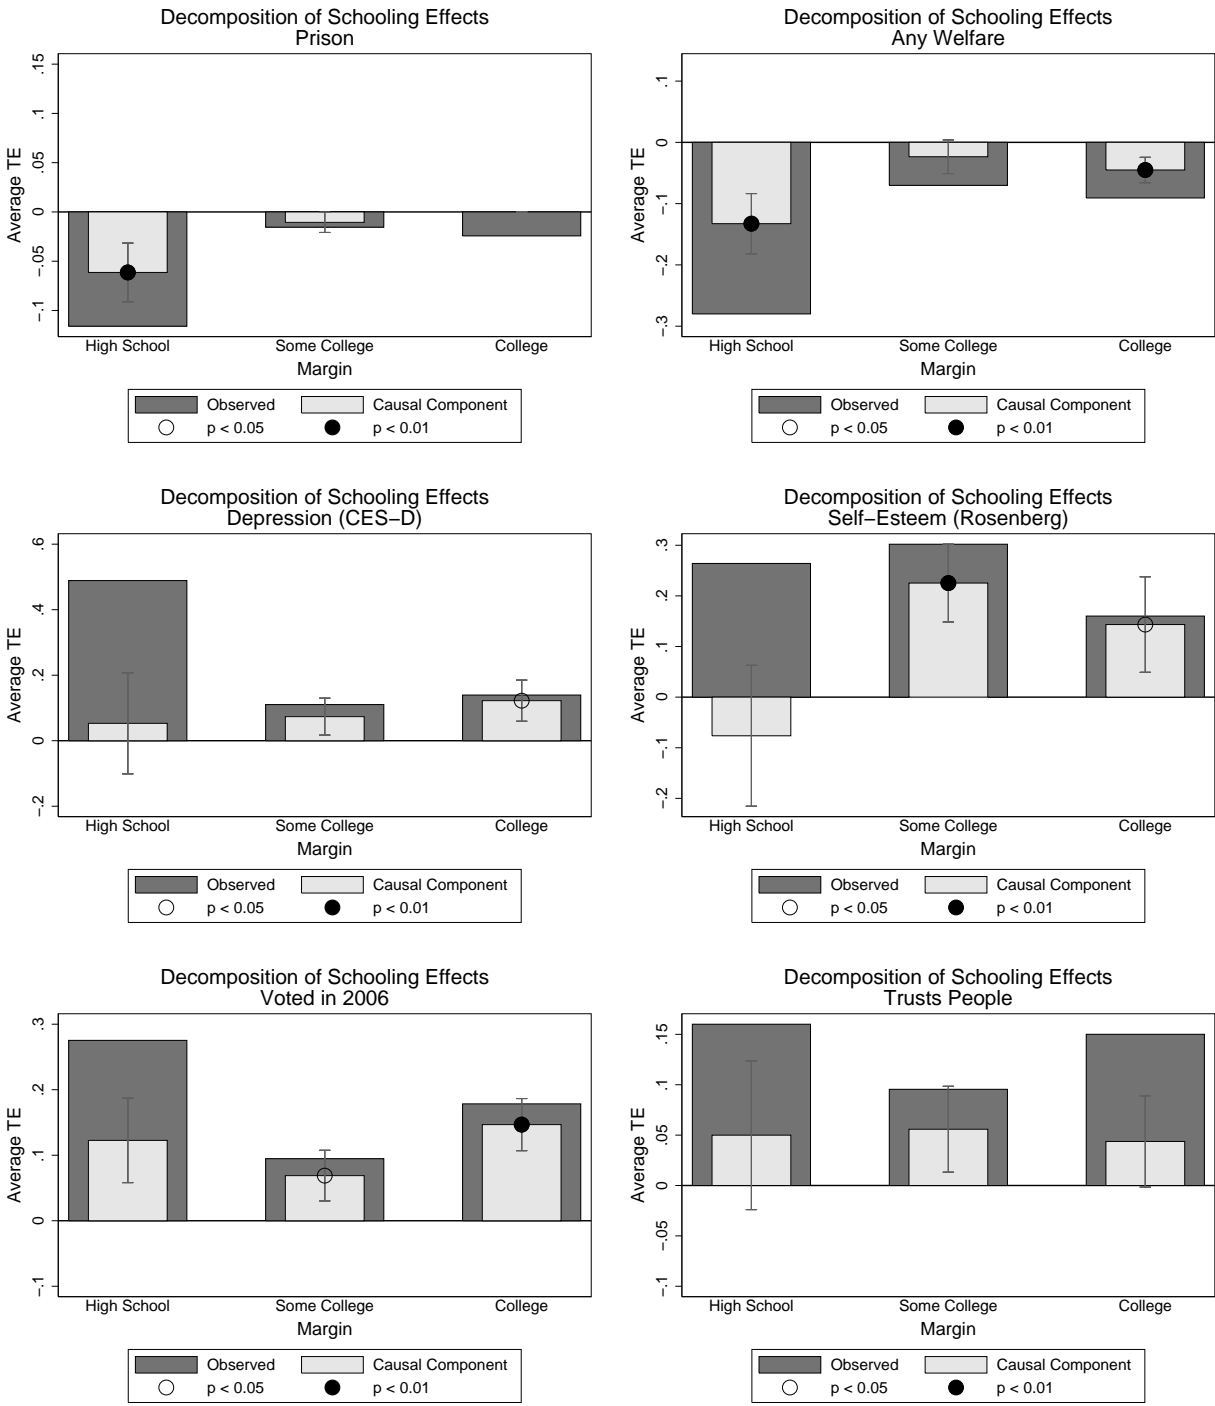 Decomposition of Schooling Effects
Prison
Average TE
.15
.1
.05
0
−.05
−.1
High School Some College College
Margin
Observed Causal Component
p < 0.05 p < 0.01
Decomposition of Schooling Effects
Any Welfare
Average TE
.1
0
−.1
−.2
−.3
High School Some College College
Margin
Observed Causal Component
p < 0.05 p < 0.01
Decomposition of Schooling Effects
Depression (CES−D)
Average TE
.6
.4
.2
0
−.2
High School Some College College
Margin
Observed Causal Component
p < 0.05 p < 0.01
Decomposition of Schooling Effects
Self−Esteem (Rosenberg)
Average TE
.3
.2
.1
0
−.1
−.2
High School Some College College
Margin
Observed Causal Component
p < 0.05 p < 0.01
Decomposition of Schooling Effects
Voted in 2006
Average TE
.3
.2
.1
0
−.1
High School Some College College
Margin
Observed Causal Component
p < 0.05 p < 0.01
Decomposition of Schooling Effects
Trusts People
Average TE
.15
.1
.05
0
−.05
−.1
High School Some College College
Margin
Observed Causal Component
p < 0.05 p < 0.01